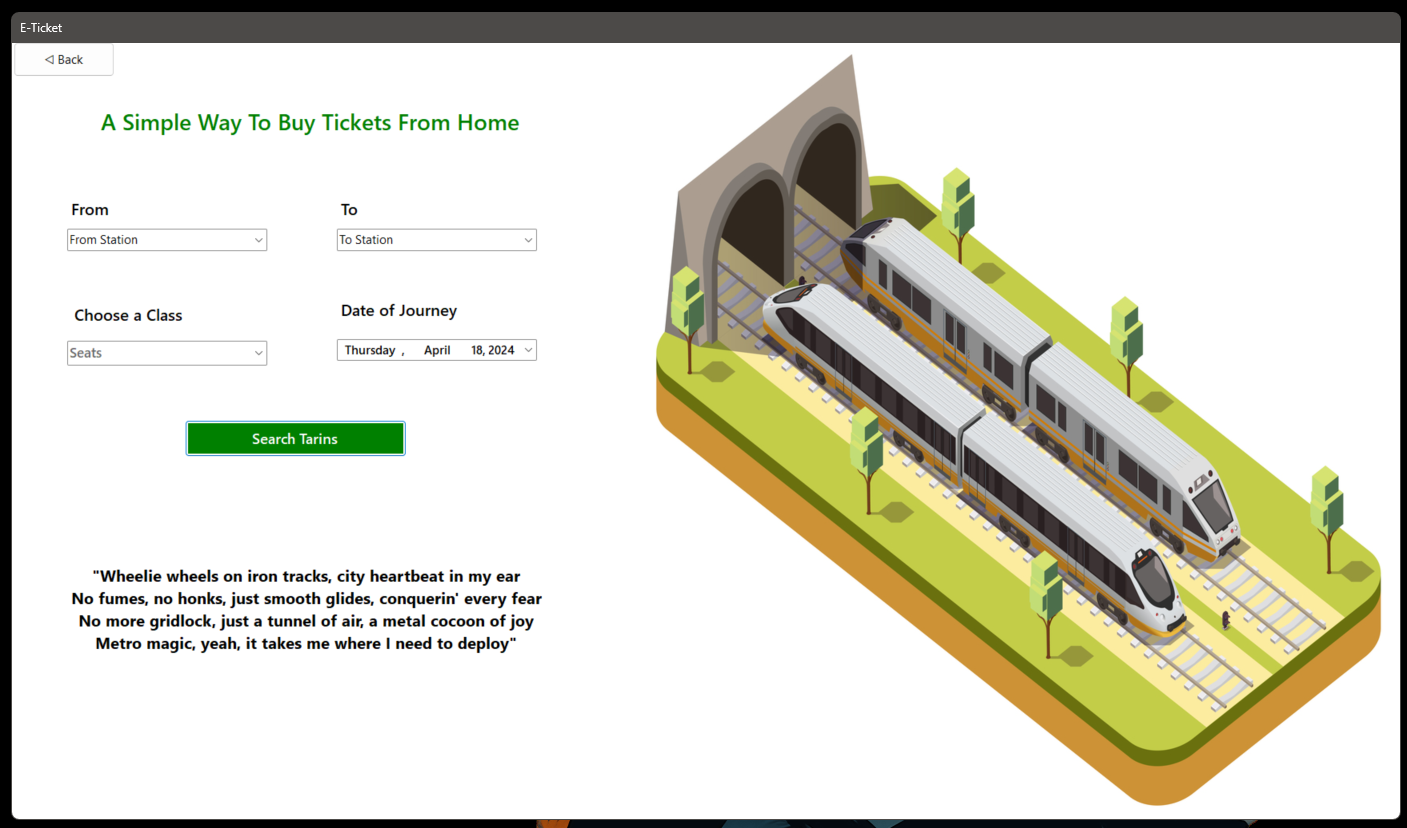 E-Ticket
◁ Back
A Simple Way To Buy Tickets From Home
From
To
From Station
To Station
Choose a Class
Date of Journey
Seats
Thursday , April 18, 2024
Search Tarins
"Wheelie wheels on iron tracks, city heartbeat in my ear
No fumes, no honks, just smooth glides, conquerin' every fear
No more gridlock, just a tunnel of air, a metal cocoon of joy
Metro magic, yeah, it takes me where I need to deploy"